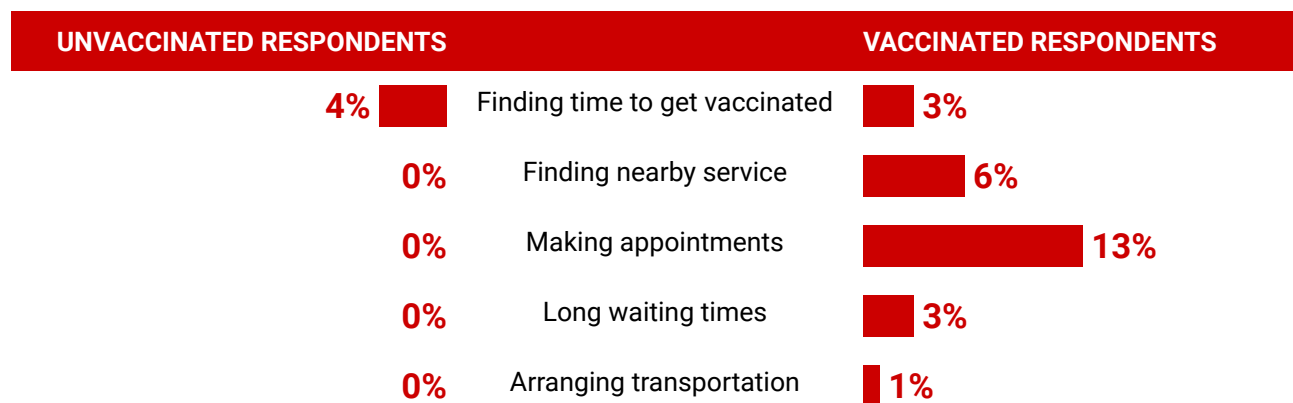 UNVACCINATED RESPONDENTS VACCINATED RESPONDENTS
4% Finding time to get vaccinated 3%
0% Finding nearby service 6%
0% Making appointments 13%
0% Long waiting times 3%
0% Arranging transportation 1%